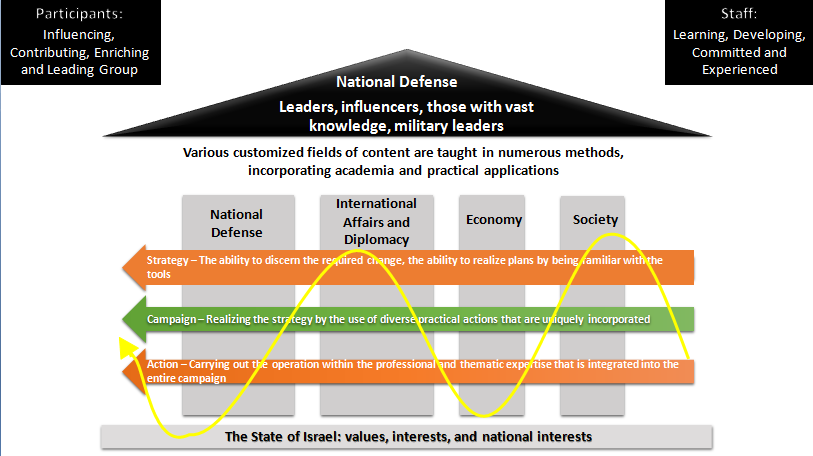 Participants:
Influencing,
Contributing, Enriching
and Leading Group
Staff:
Learning, Developing,
Committed and
Experienced
National Defense
Leaders, influencers, those with vast
knowledge, military leaders
Various customized fields of content are taught in numerous methods,
incorporating academia and practical applications
National
Defense
International
Affairs and
Diplomacy
Economy
Society
Strategy – The ability to discern the required change, the ability to realize plans by being familiar with the
tools
Campaign – Realizing the strategy by the use of diverse practical actions that are uniquely incorporated
Action – Carrying out the operation within the professional and thematic expertise that is integrated into the
entire campaign
The State of Israel: values, interests, and national interests